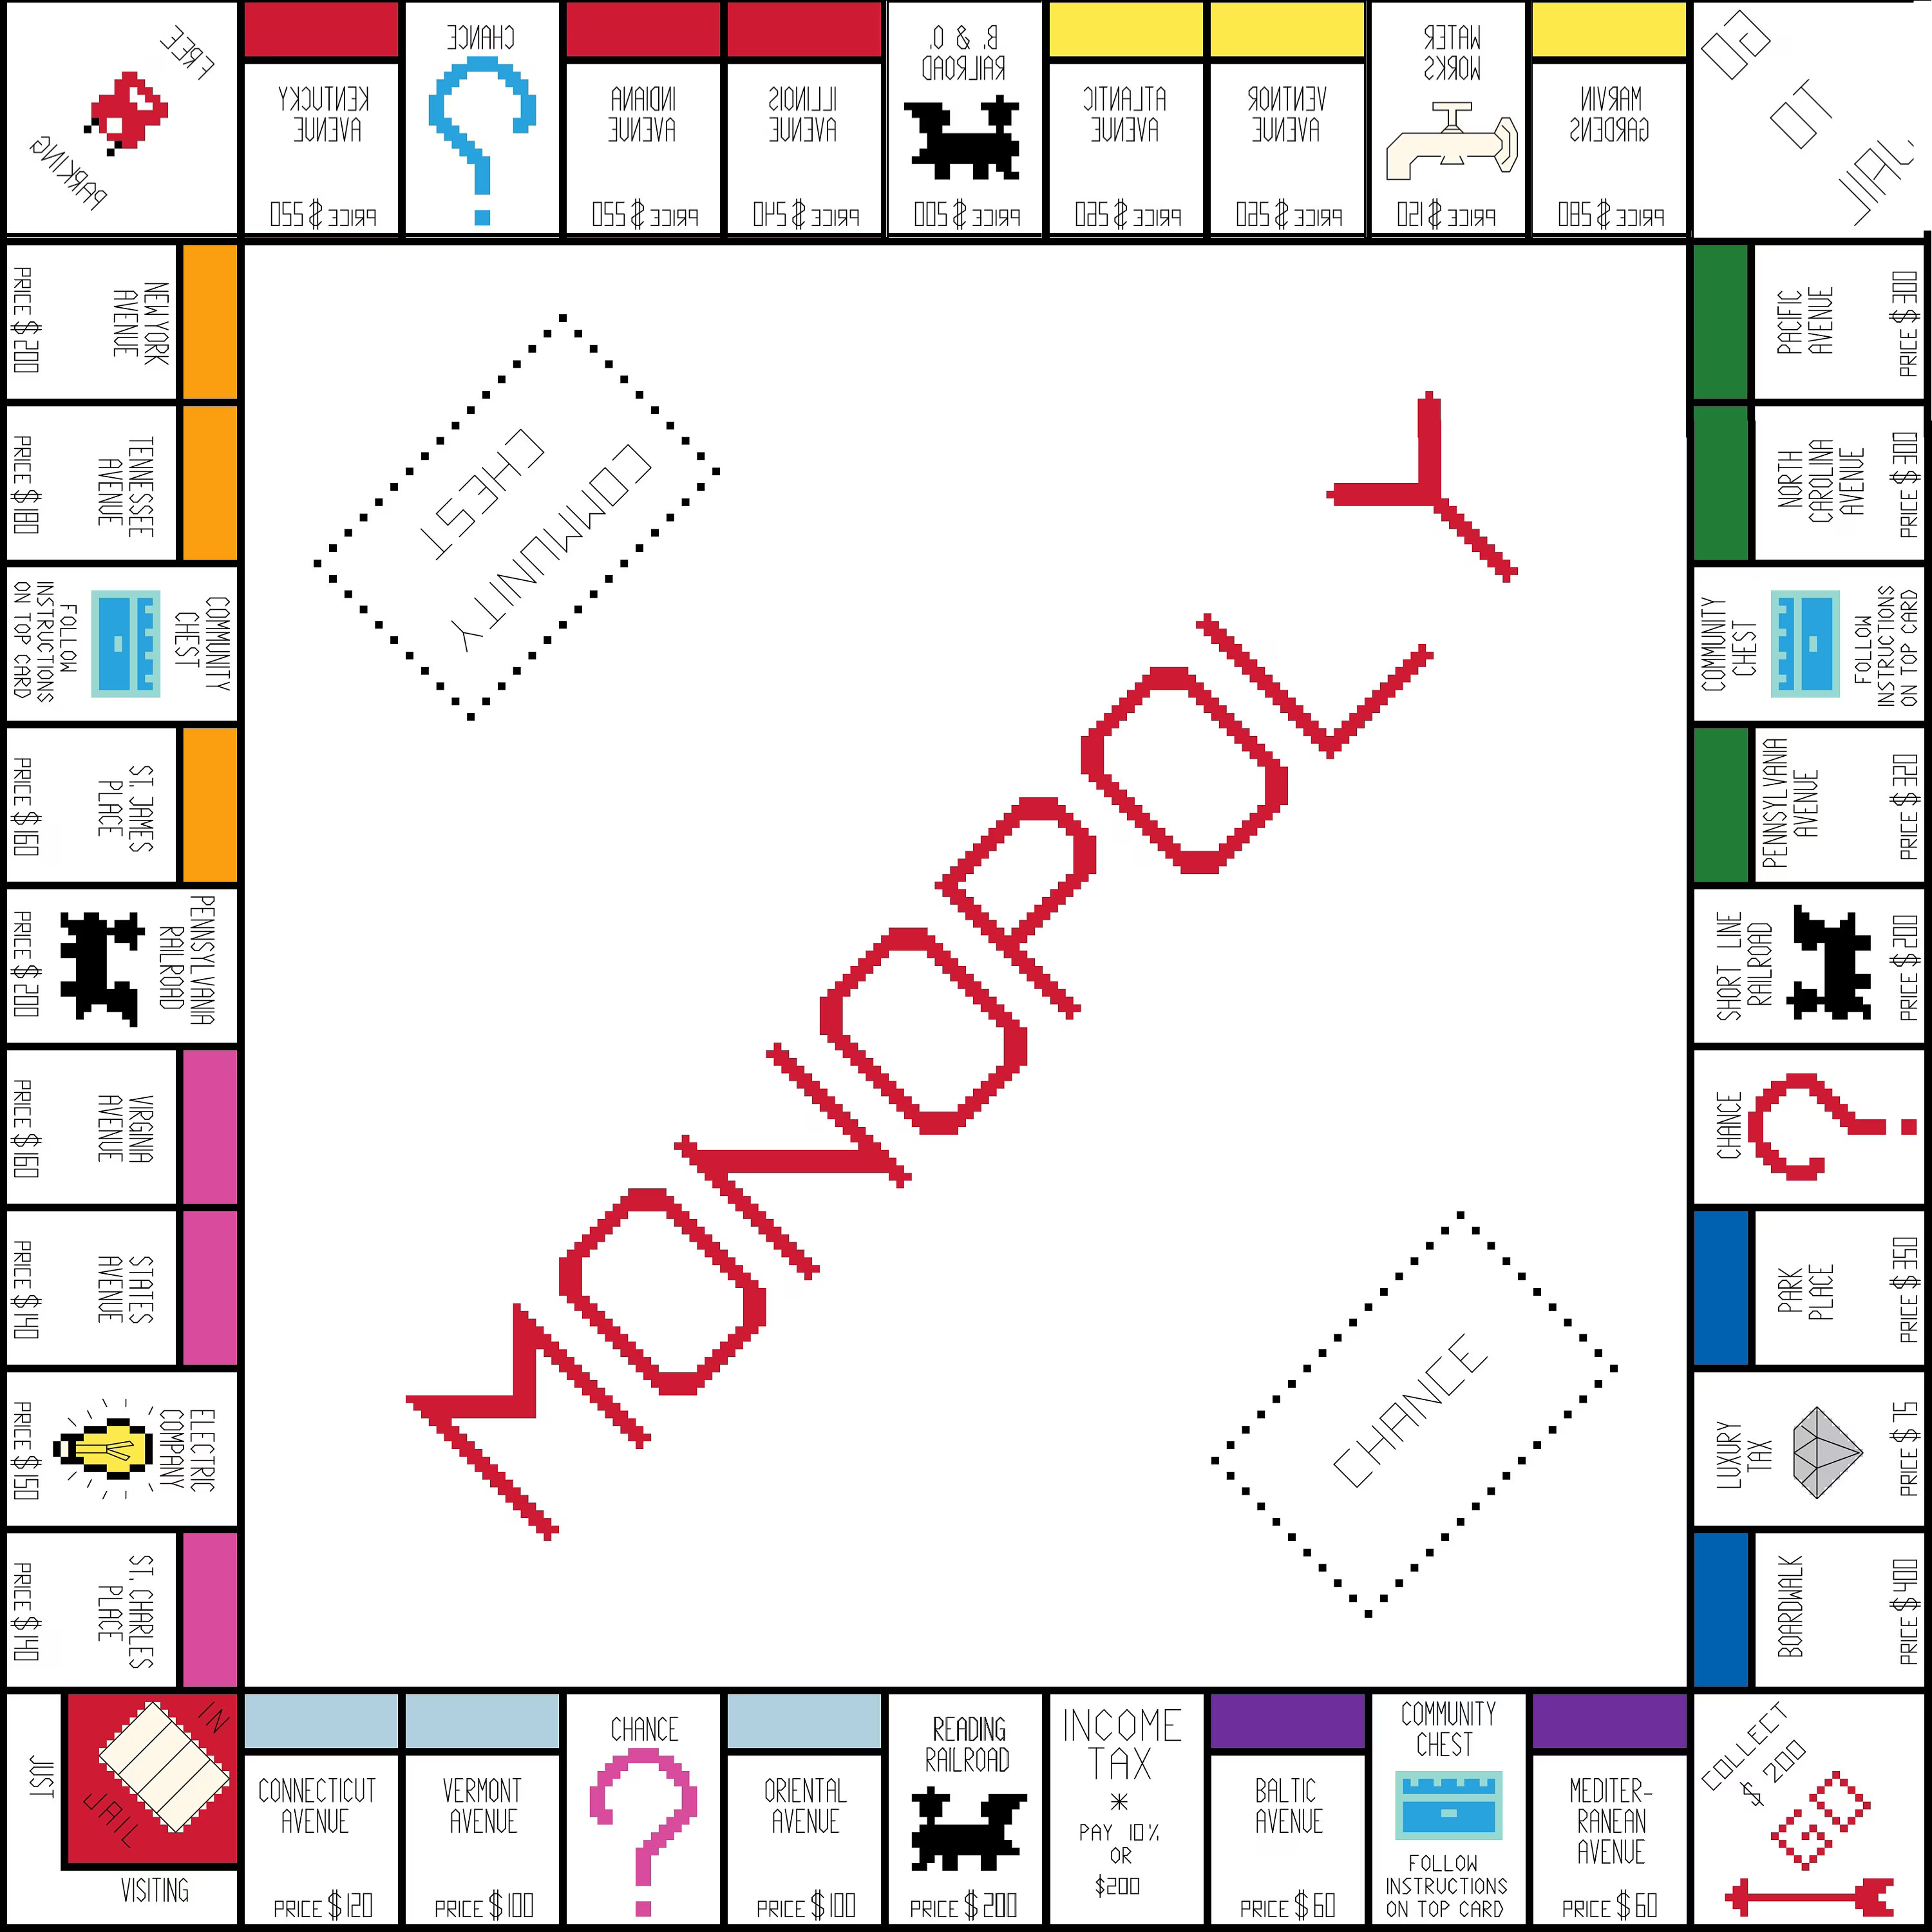 FREE
PARKING
KENTUCKY
AVENUE
PRICE $ 220
CHANCE
INDIANA
AVENUE
PRICE $ 220
ILLINOIS
AVENUE
PRICE $ 240
B. & O.
RAILROAD
PRICE $ 200
ATLANTIC
AVENUE
PRICE $ 260
VENTNOR
AVENUE
PRICE $ 260
WATER
WORKS
PRICE $ 150
MARVIN
GARDENS
PRICE $ 280
GO
TO
JAIL
NEW YORK
AVENUE
PRICE $ 200
TENNESSEE
AVENUE
PRICE $ 180
COMMUNITY
CHEST
FOLLOW
INSTRUCTIONS
ON TOP CARD
ST. JAMES
PLACE
PRICE $ 160
PENNSYLVANIA
RAILROAD
PRICE $ 200
VIRGINIA
AVENUE
PRICE $ 160
STATES
AVENUE
PRICE $ 140
ELECTRIC
COMPANY
PRICE $ 150
ST. CHARLES
PLACE
PRICE $ 140
COMMUNITY
CHEST
MONOPOLY
CHANCE
PACIFIC
AVENUE
PRICE $ 300
NORTH
CAROLINA
AVENUE
PRICE $ 300
COMMUNITY
CHEST
FOLLOW
INSTRUCTIONS
ON TOP CARD
PENNSYLVANIA
AVENUE
PRICE $ 320
SHORT LINE
RAILROAD
PRICE $ 200
CHANCE
PARK
PLACE
PRICE $ 350
LUXURY
TAX
PRICE $ 75
BOARDWALK
PRICE $ 400
IN
JAIL
JUST
VISITING
CONNECTICUT
AVENUE
PRICE $ 120
VERMONT
AVENUE
PRICE $ 100
CHANCE
ORIENTAL
AVENUE
PRICE $ 100
READING
RAILROAD
PRICE $ 200
INCOME
TAX
*
PAY 10%
OR
$200
BALTIC
AVENUE
PRICE $ 60
COMMUNITY
CHEST
FOLLOW
INSTRUCTIONS
ON TOP CARD
MEDITER-
RANEAN
AVENUE
PRICE $ 60
COLLECT
$ 200
GO